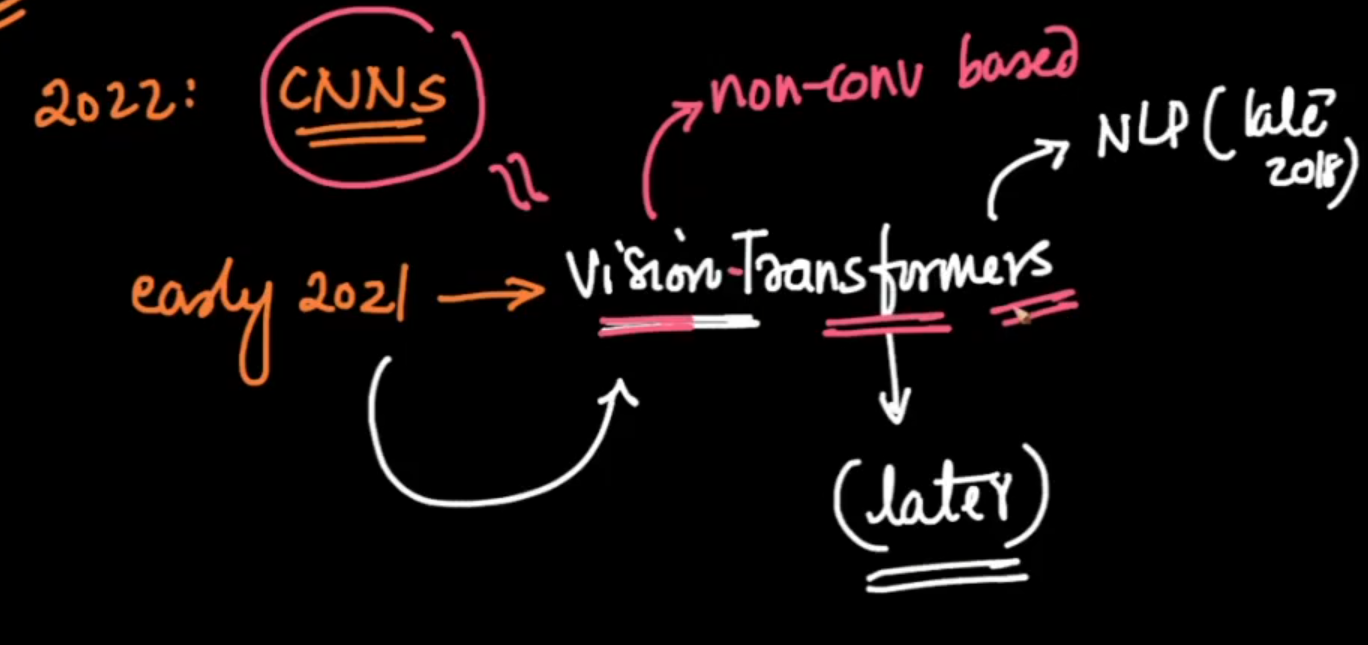 2022: CNNs
non-conv based
NLP (late
2018)
early 2021 → Vision-Transformers
(later)